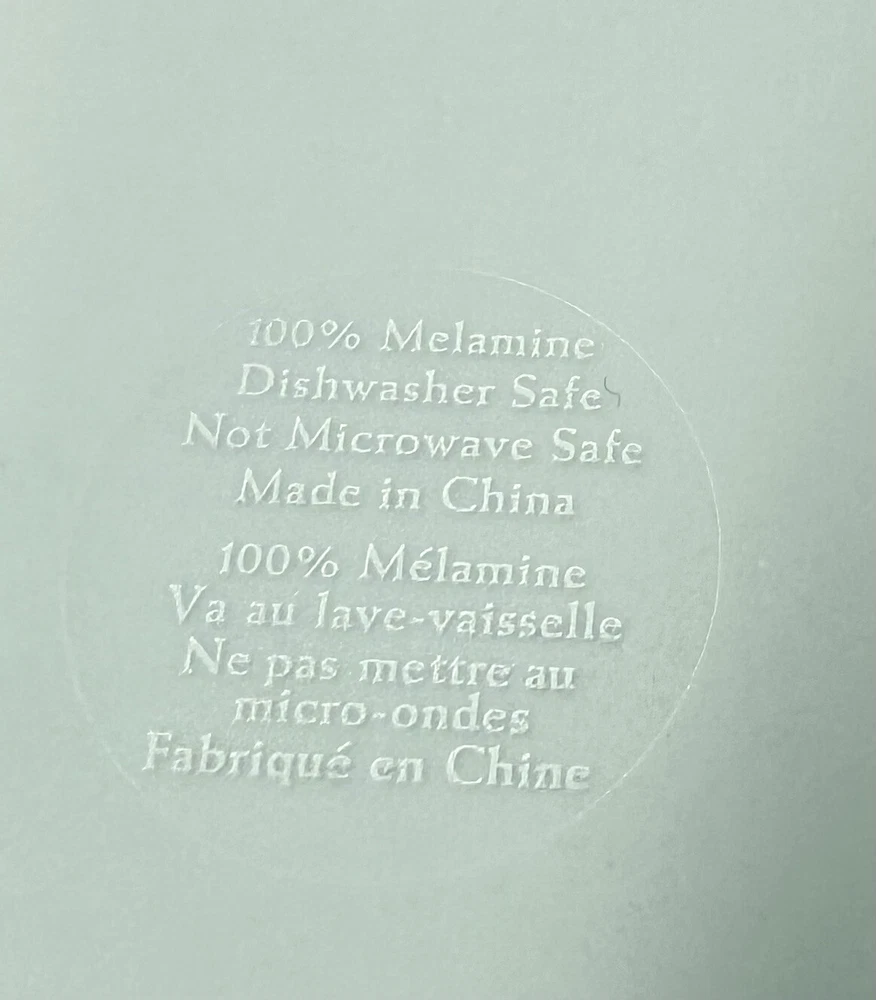 100% Melamine
Dishwasher Safe
Not Microwave Safe
Made in China
100% Mélamine
Va au lave-vaisselle
Ne pas mettre au
micro-ondes
Fabriqué en Chine